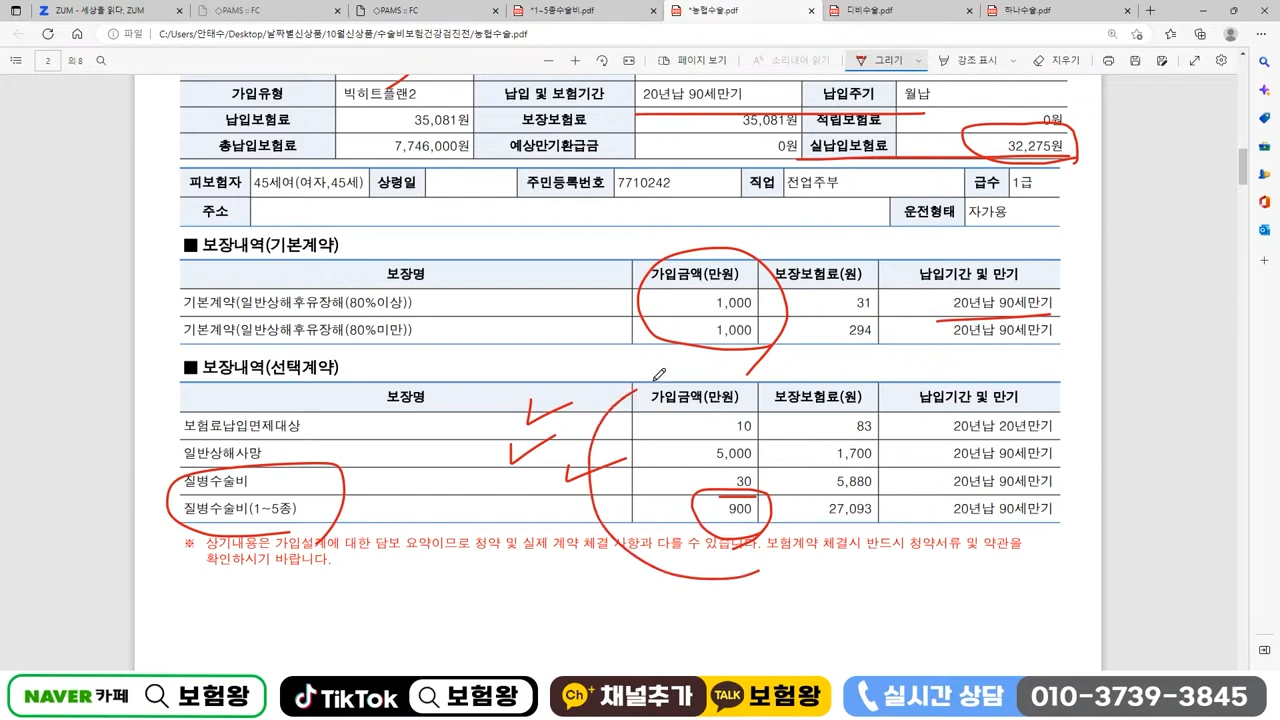 ZUM - 세상을 읽다, ZUM
◇PAMS :: FC
◇PAMS :: FC
*1~5종수술비.pdf
*농협수술.pdf
디비수술.pdf
하나수술.pdf
파일
C:/Users/안태수/Desktop/날짜별신상품/10월신상품/수술비보험건강검진전/농협수술.pdf
2 의 8
페이지 보기
소리내어 읽기
그리기
강조 표시
지우기
가입유형 빅히트플랜2 납입 및 보험기간 20년납 90세만기 납입주기 월납
납입보험료 35,081원 보장보험료 35,081원 적립보험료 0원
총납입보험료 7,746,000원 예상만기환급금 0원 실납입보험료 32,275원
피보험자 45세여(여자,45세) 상령일 주민등록번호 7710242 직업 전업주부 급수 1급
주소 운전형태 자가용
■ 보장내역(기본계약)
보장명 가입금액(만원) 보장보험료(원) 납입기간 및 만기
기본계약(일반상해후유장해(80%이상)) 1,000 31 20년납 90세만기
기본계약(일반상해후유장해(80%미만)) 1,000 294 20년납 90세만기
■ 보장내역(선택계약)
보장명 가입금액(만원) 보장보험료(원) 납입기간 및 만기
보험료납입면제대상 10 83 20년납 20년만기
일반상해사망 5,000 1,700 20년납 90세만기
질병수술비 30 5,880 20년납 90세만기
질병수술비(1~5종) 900 27,093 20년납 90세만기
※ 상기내용은 가입설계에 대한 담보 요약이므로 청약 및 실제 계약 체결 사항과 다를 수 있습니다. 보험계약 체결시 반드시 청약서류 및 약관을
확인하시기 바랍니다.
NAVER 카페 보험왕
TikTok 보험왕
Ch+ 채널추가 TALK 보험왕
실시간 상담 010-3739-3845